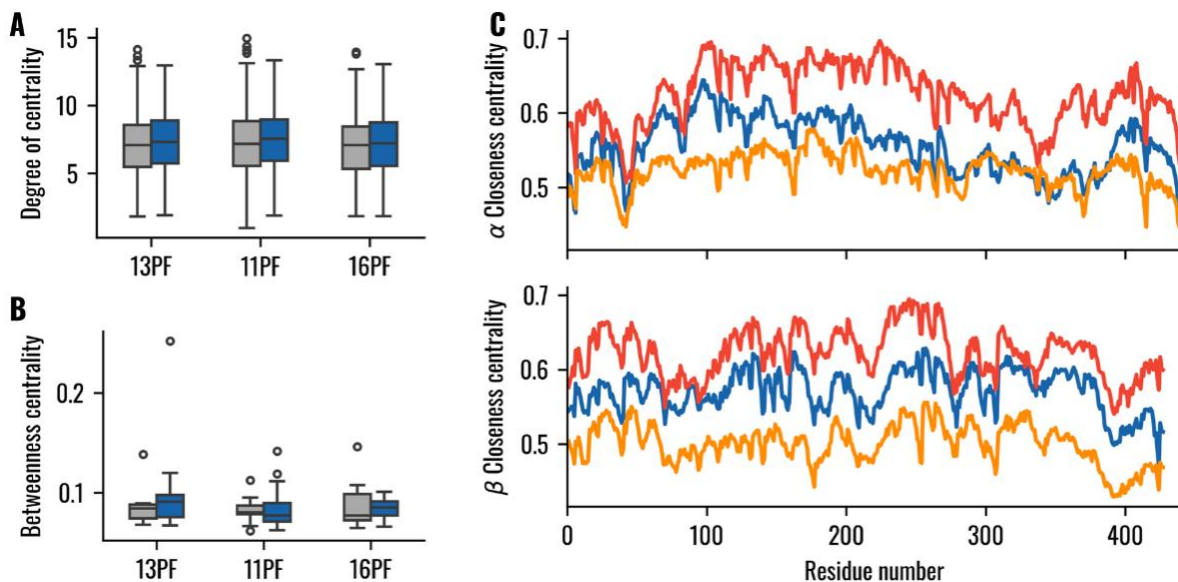 A
Degree of centrality
15
10
5
13PF 11PF 16PF
B
Betweenness centrality
0.2
0.1
13PF 11PF 16PF
C
α Closeness centrality
0.7
0.6
0.5
β Closeness centrality
0.7
0.6
0.5
0 100 200 300 400
Residue number